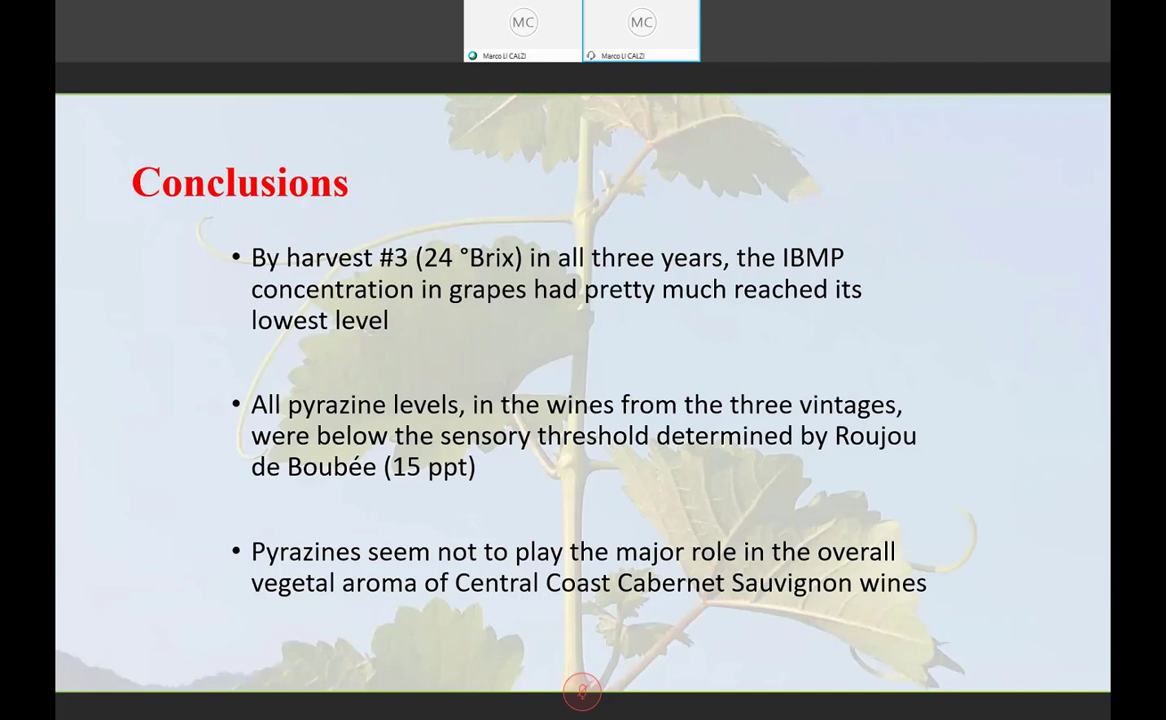 MC MC
Marco LI CALZI Marco LI CALZI
Conclusions
• By harvest #3 (24 °Brix) in all three years, the IBMP
concentration in grapes had pretty much reached its
lowest level
• All pyrazine levels, in the wines from the three vintages,
were below the sensory threshold determined by Roujou
de Boubée (15 ppt)
• Pyrazines seem not to play the major role in the overall
vegetal aroma of Central Coast Cabernet Sauvignon wines